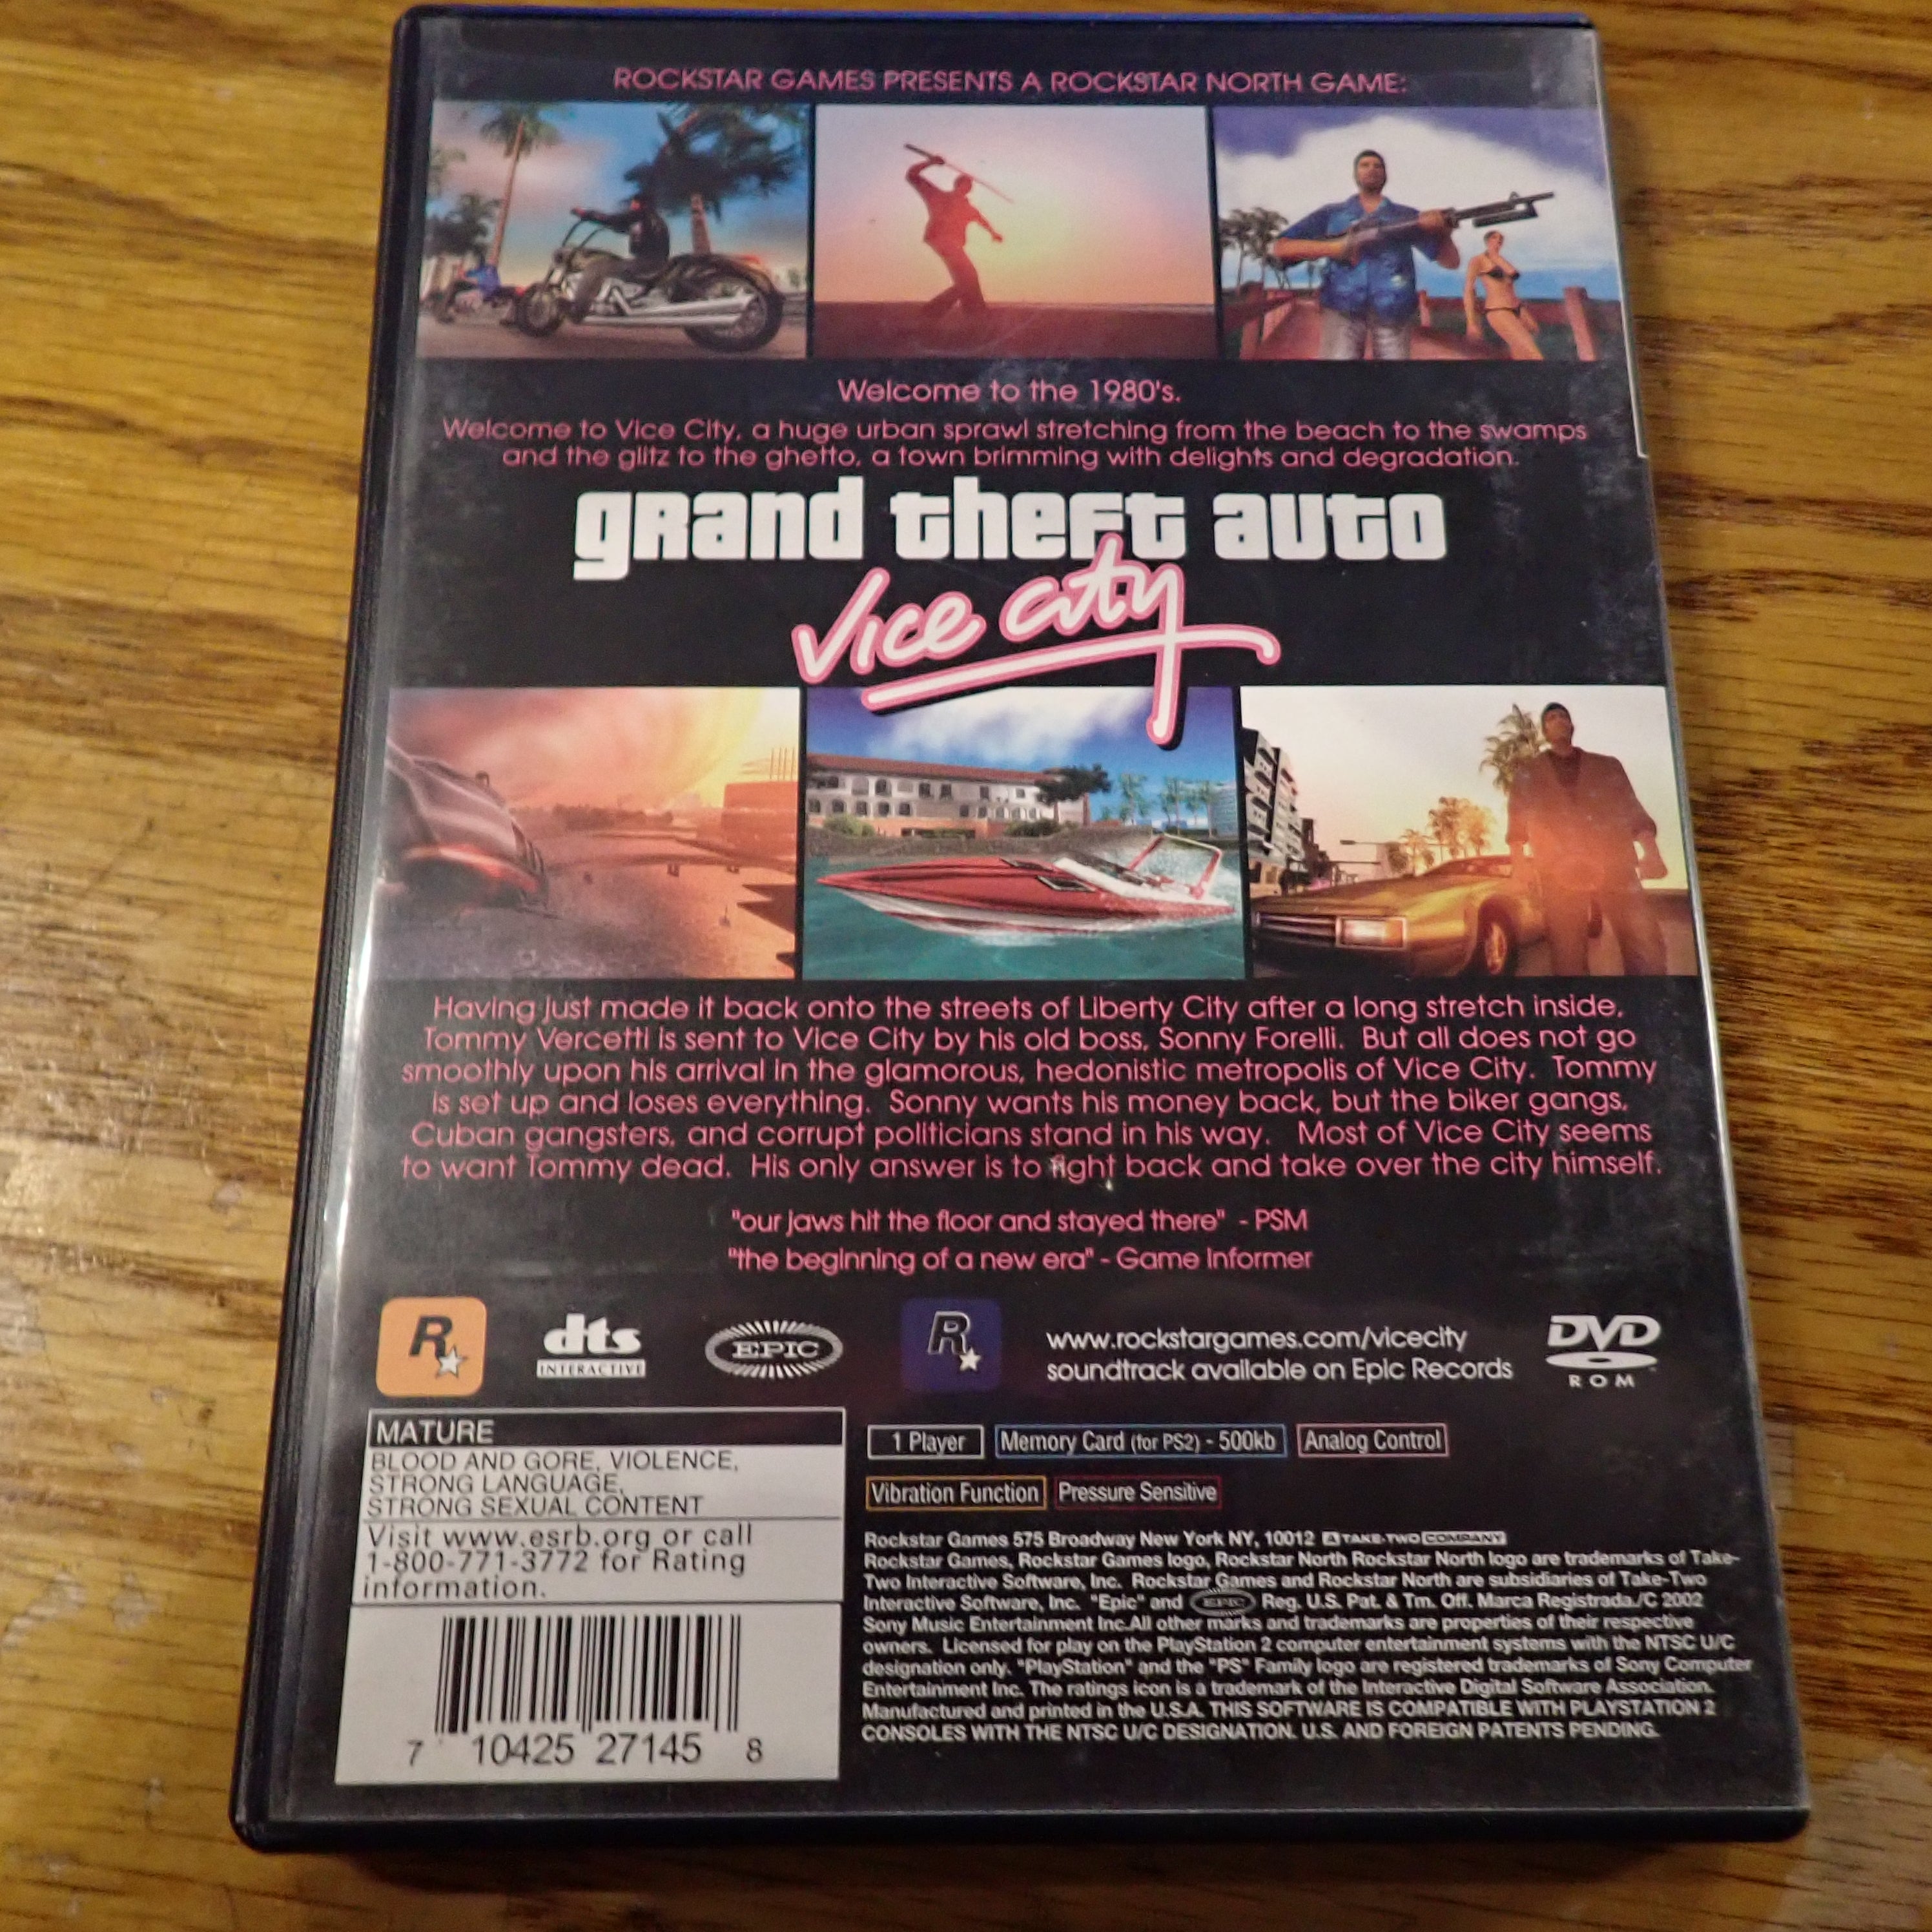 ROCKSTAR GAMES PRESENTS A ROCKSTAR NORTH GAME:
Welcome to the 1980's.
Welcome to Vice City, a huge urban sprawl stretching from the beach to the swamps
and the glitz to the ghetto, a town brimming with delights and degradation.
grand theft auto
Vice City
Having just made it back onto the streets of Liberty City after a long stretch inside,
Tommy Vercetti is sent to Vice City by his old boss, Sonny Forelli. But all does not go
smoothly upon his arrival in the glamorous, hedonistic metropolis of Vice City. Tommy
is set up and loses everything. Sonny wants his money back, but the biker gangs,
Cuban gangsters, and corrupt politicians stand in his way. Most of Vice City seems
to want Tommy dead. His only answer is to fight back and take over the city himself.
"our jaws hit the floor and stayed there" - PSM
"the beginning of a new era" - Game Informer
R
dts
INTERACTIVE
EPIC
R
www.rockstargames.com/vicecity
soundtrack available on Epic Records
DVD
ROM
MATURE
BLOOD AND GORE, VIOLENCE,
STRONG LANGUAGE,
STRONG SEXUAL CONTENT
Visit www.esrb.org or call
1-800-771-3772 for Rating
information.
7 10425 27145 8
1 Player
Memory Card (for PS2) - 500kb
Analog Control
Vibration Function
Pressure Sensitive
Rockstar Games 575 Broadway New York NY, 10012 A TAKE-TWO COMPANY
Rockstar Games, Rockstar Games logo, Rockstar North Rockstar North logo are trademarks of Take-
Two Interactive Software, Inc. Rockstar Games and Rockstar North are subsidiaries of Take-Two
Interactive Software, Inc. "Epic" and EPIC Reg. U.S. Pat. & Tm. Off. Marca Registrada./C 2002
Sony Music Entertainment Inc.All other marks and trademarks are properties of their respective
owners. Licensed for play on the PlayStation 2 computer entertainment systems with the NTSC U/C
designation only. "PlayStation" and the "PS" Family logo are registered trademarks of Sony Computer
Entertainment Inc. The ratings icon is a trademark of the Interactive Digital Software Association.
Manufactured and printed in the U.S.A. THIS SOFTWARE IS COMPATIBLE WITH PLAYSTATION 2
CONSOLES WITH THE NTSC U/C DESIGNATION. U.S. AND FOREIGN PATENTS PENDING.